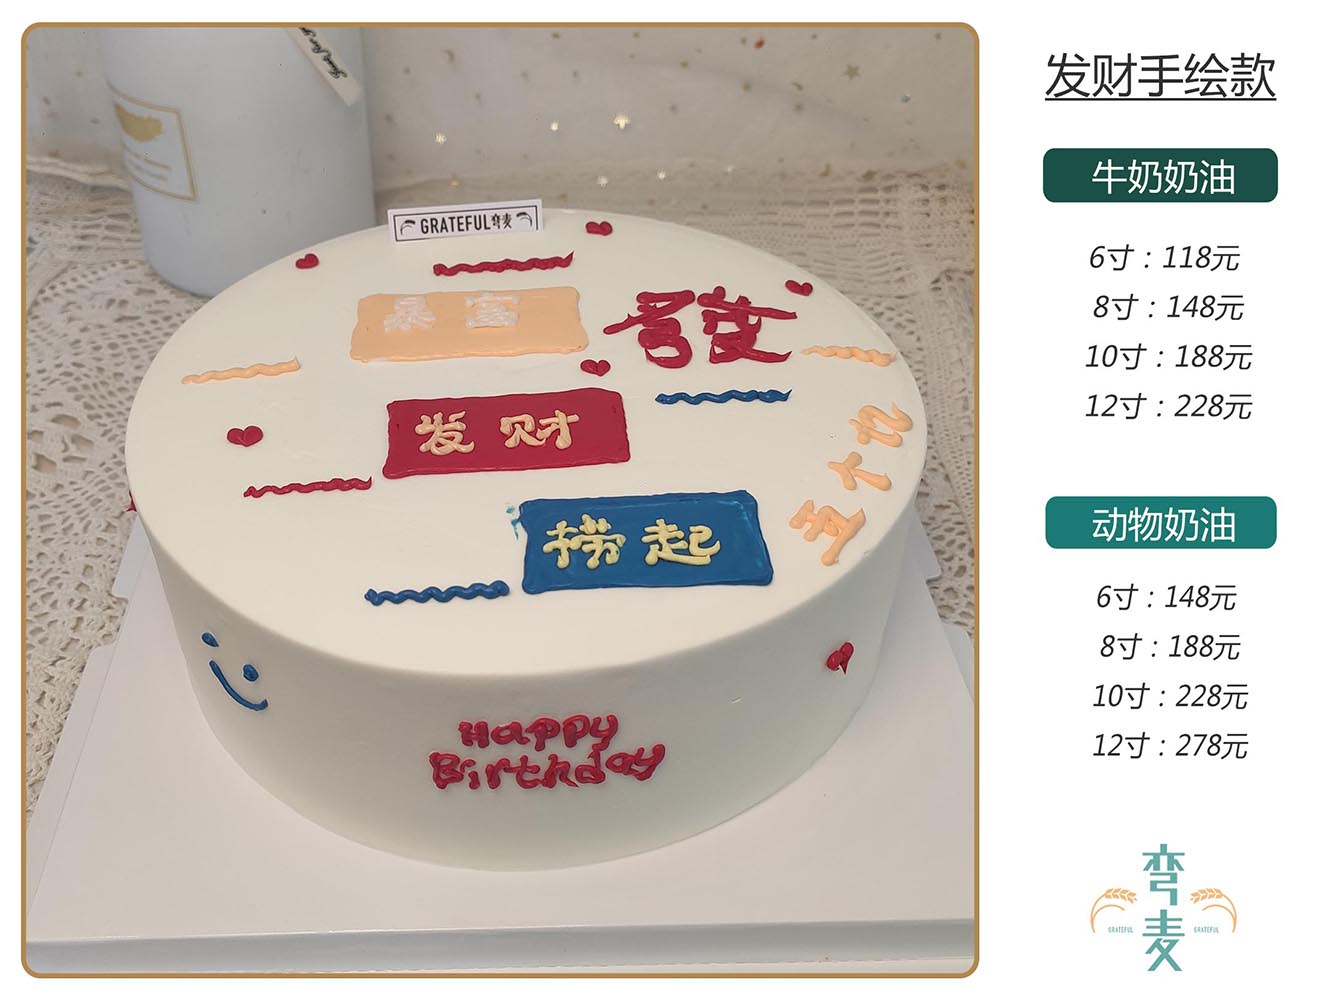 GRATEFUL弯麦
暴富
發
发财
五个亿
捞起
Happy
Birthday
发财手绘款
牛奶奶油
6寸：118元
8寸：148元
10寸：188元
12寸：228元
动物奶油
6寸：148元
8寸：188元
10寸：228元
12寸：278元
弯麦
GRATEFUL GRATEFUL